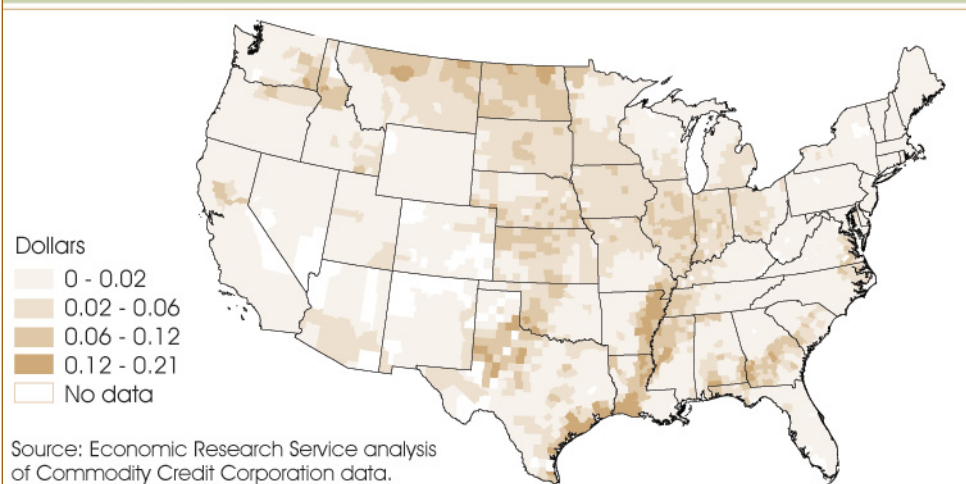 Dollars
0 - 0.02
0.02 - 0.06
0.06 - 0.12
0.12 - 0.21
No data
Source: Economic Research Service analysis
of Commodity Credit Corporation data.